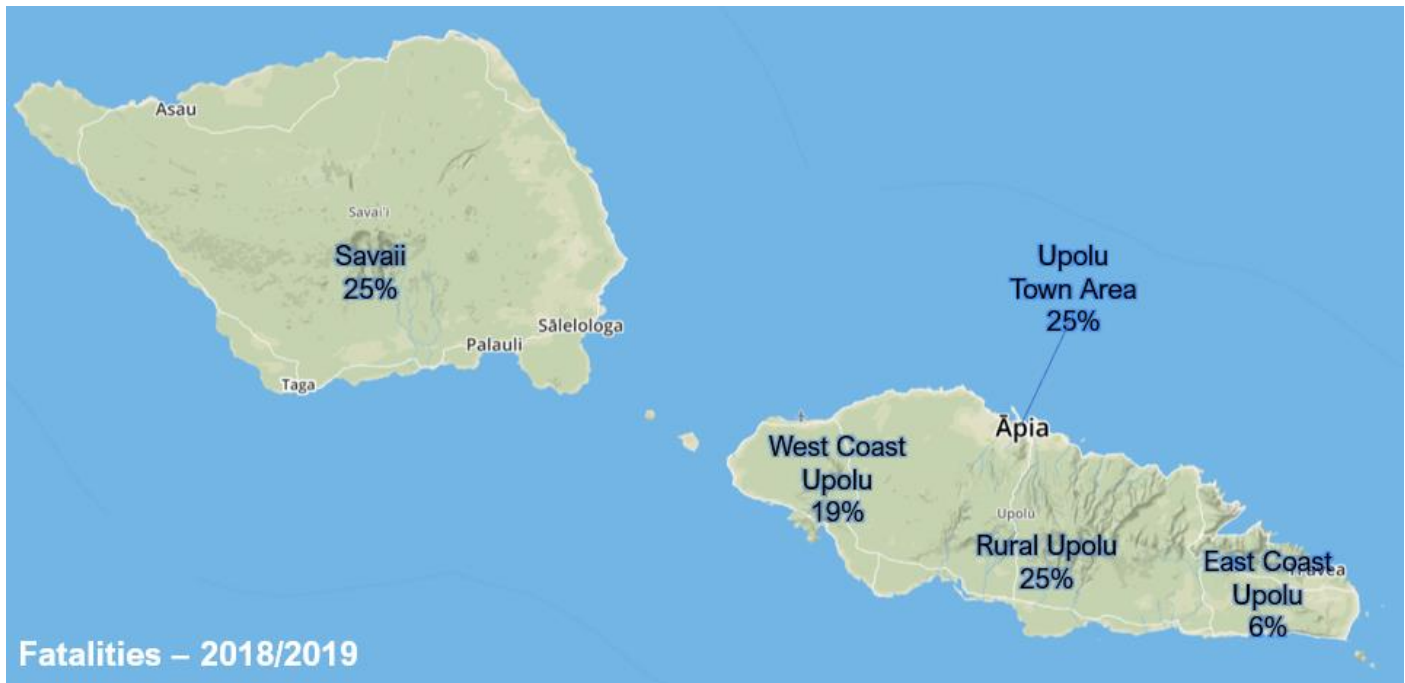 Asau
Savai'i
Savaii
25%
Upolu
Town Area
25%
Sālelologa
Palauli
Taga
Āpia
West Coast
Upolu
19%
Upolu
Rural Upolu
25%
East Coast
Upolu
6%
Fatalities – 2018/2019